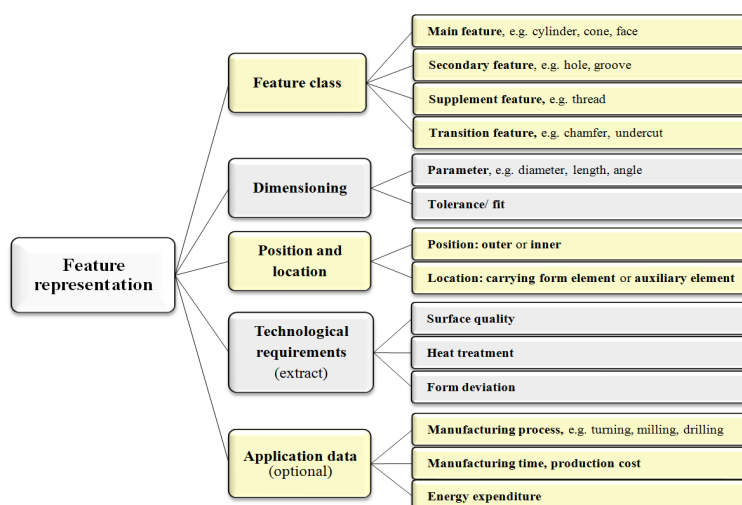 Feature
representation
Feature class
Main feature, e.g. cylinder, cone, face
Secondary feature, e.g. hole, groove
Supplement feature, e.g. thread
Transition feature, e.g. chamfer, undercut
Dimensioning
Parameter, e.g. diameter, length, angle
Tolerance/ fit
Position and
location
Position: outer or inner
Location: carrying form element or auxiliary element
Technological
requirements
(extract)
Surface quality
Heat treatment
Form deviation
Application data
(optional)
Manufacturing process, e.g. turning, milling, drilling
Manufacturing time, production cost
Energy expenditure